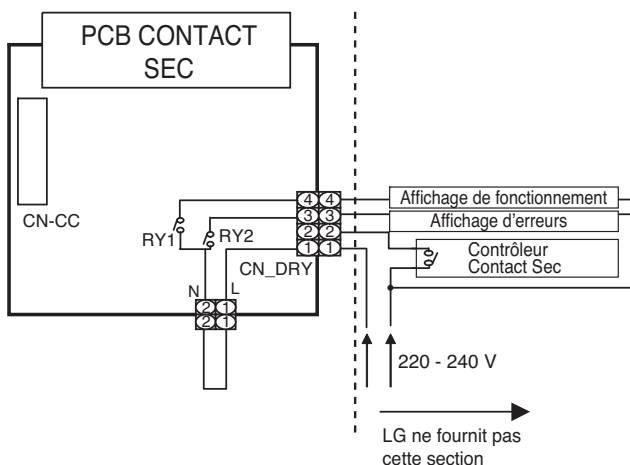 PCB CONTACT
SEC
CN-CC
RY1
RY2
4 4
3 3
2 2
1 1
CN_DRY
N L
2 1
2 1
Affichage de fonctionnement
Affichage d'erreurs
Contrôleur
Contact Sec
220 - 240 V
LG ne fournit pas
cette section